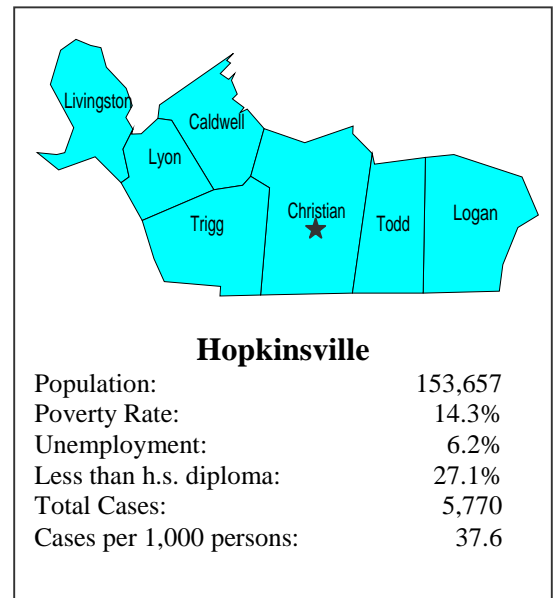 Livingston
Caldwell
Lyon
Trigg
Christian
Todd
Logan
Hopkinsville
Population: 153,657
Poverty Rate: 14.3%
Unemployment: 6.2%
Less than h.s. diploma: 27.1%
Total Cases: 5,770
Cases per 1,000 persons: 37.6